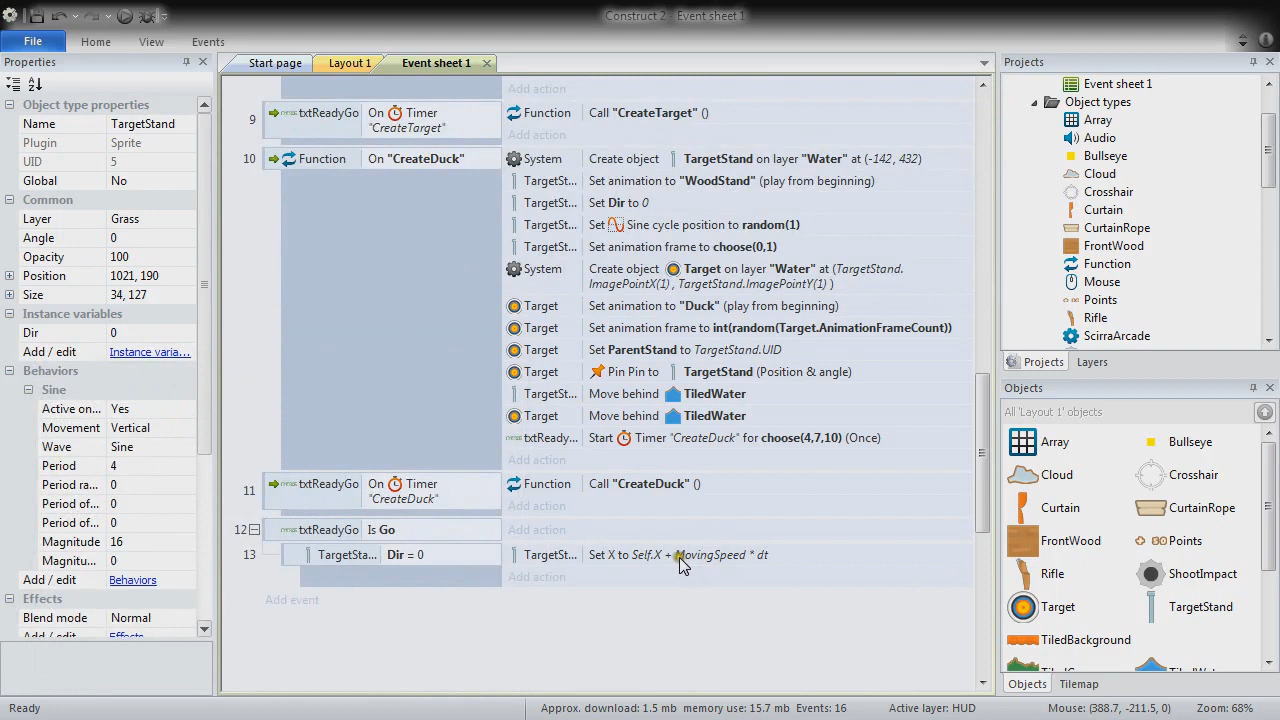 Construct 2 - Event sheet 1
File
Home
View
Events
Properties
Object type properties
Name TargetStand
Plugin Sprite
UID 5
Global No
Common
Layer Grass
Angle 0
Opacity 100
Position 1021, 190
Size 34, 127
Instance variables
Dir 0
Add / edit Instance varia...
Behaviors
Sine
Active on... Yes
Movement Vertical
Wave Sine
Period 4
Period ra... 0
Period of... 0
Period of... 0
Magnitude 16
Magnitu... 0
Add / edit Behaviors
Effects
Blend mode Normal
Add / edit Effects
Start page
Layout 1
Event sheet 1
Add action
9 txtReadyGo On Timer "CreateTarget" Function Call "CreateTarget" ()
Add action
10 Function On "CreateDuck" System Create object TargetStand on layer "Water" at (-142, 432)
TargetSt... Set animation to "WoodStand" (play from beginning)
TargetSt... Set Dir to 0
TargetSt... Set Sine cycle position to random(1)
TargetSt... Set animation frame to choose(0,1)
System Create object Target on layer "Water" at (TargetStand.
ImagePointX(1) , TargetStand.ImagePointY(1) )
Target Set animation to "Duck" (play from beginning)
Target Set animation frame to int(random(Target.AnimationFrameCount))
Target Set ParentStand to TargetStand.UID
Target Pin Pin to TargetStand (Position & angle)
TargetSt... Move behind TiledWater
Target Move behind TiledWater
txtReady... Start Timer "CreateDuck" for choose(4,7,10) (Once)
Add action
11 txtReadyGo On Timer "CreateDuck" Function Call "CreateDuck" ()
Add action
12 txtReadyGo Is Go Add action
13 TargetSta... Dir = 0 TargetSt... Set X to Self.X + MovingSpeed * dt
Add action
Add event
Projects
Event sheet 1
Object types
Array
Audio
Bullseye
Cloud
Crosshair
Curtain
CurtainRope
FrontWood
Function
Mouse
Points
Rifle
ScirraArcade
Projects Layers
Objects
All 'Layout 1' objects
Array Bullseye
Cloud Crosshair
Curtain CurtainRope
FrontWood Points
Rifle ShootImpact
Target TargetStand
TiledBackground
Objects Tilemap
Ready
Approx. download: 1.5 mb memory use: 15.7 mb Events: 16 Active layer: HUD Mouse: (388.7, -211.5, 0) Zoom: 68%